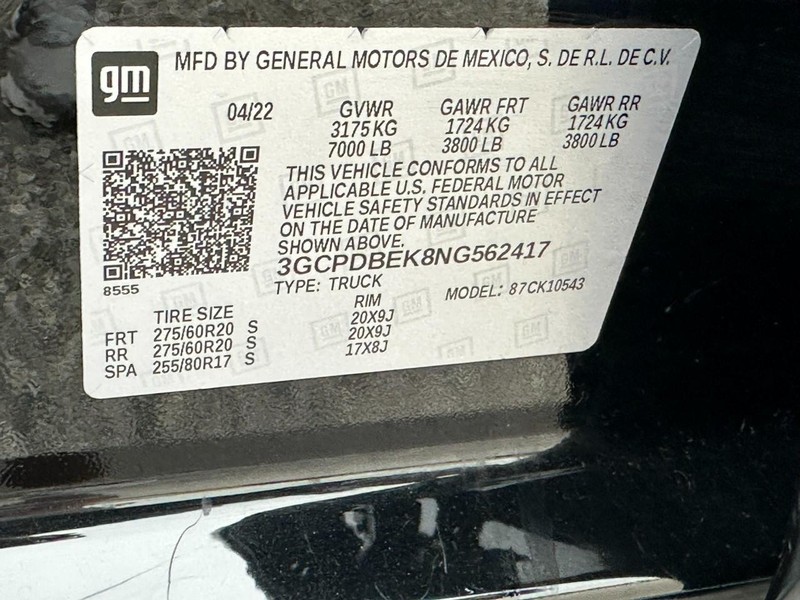 gm
MFD BY GENERAL MOTORS DE MEXICO, S. DE R.L. DE C.V.
04/22 GVWR GAWR FRT GAWR RR
3175 KG 1724 KG 1724 KG
7000 LB 3800 LB 3800 LB
THIS VEHICLE CONFORMS TO ALL
APPLICABLE U.S. FEDERAL MOTOR
VEHICLE SAFETY STANDARDS IN EFFECT
ON THE DATE OF MANUFACTURE
SHOWN ABOVE.
3GCPDBEK8NG562417
8555
TYPE: TRUCK MODEL: 87CK10543
TIRE SIZE RIM
FRT 275/60R20 S 20X9J
RR 275/60R20 S 20X9J
SPA 255/80R17 S 17X8J